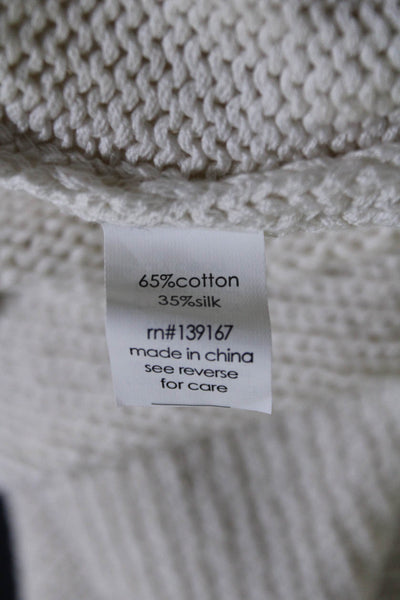 65%cotton
35%silk
rn#139167
made in china
see reverse
for care